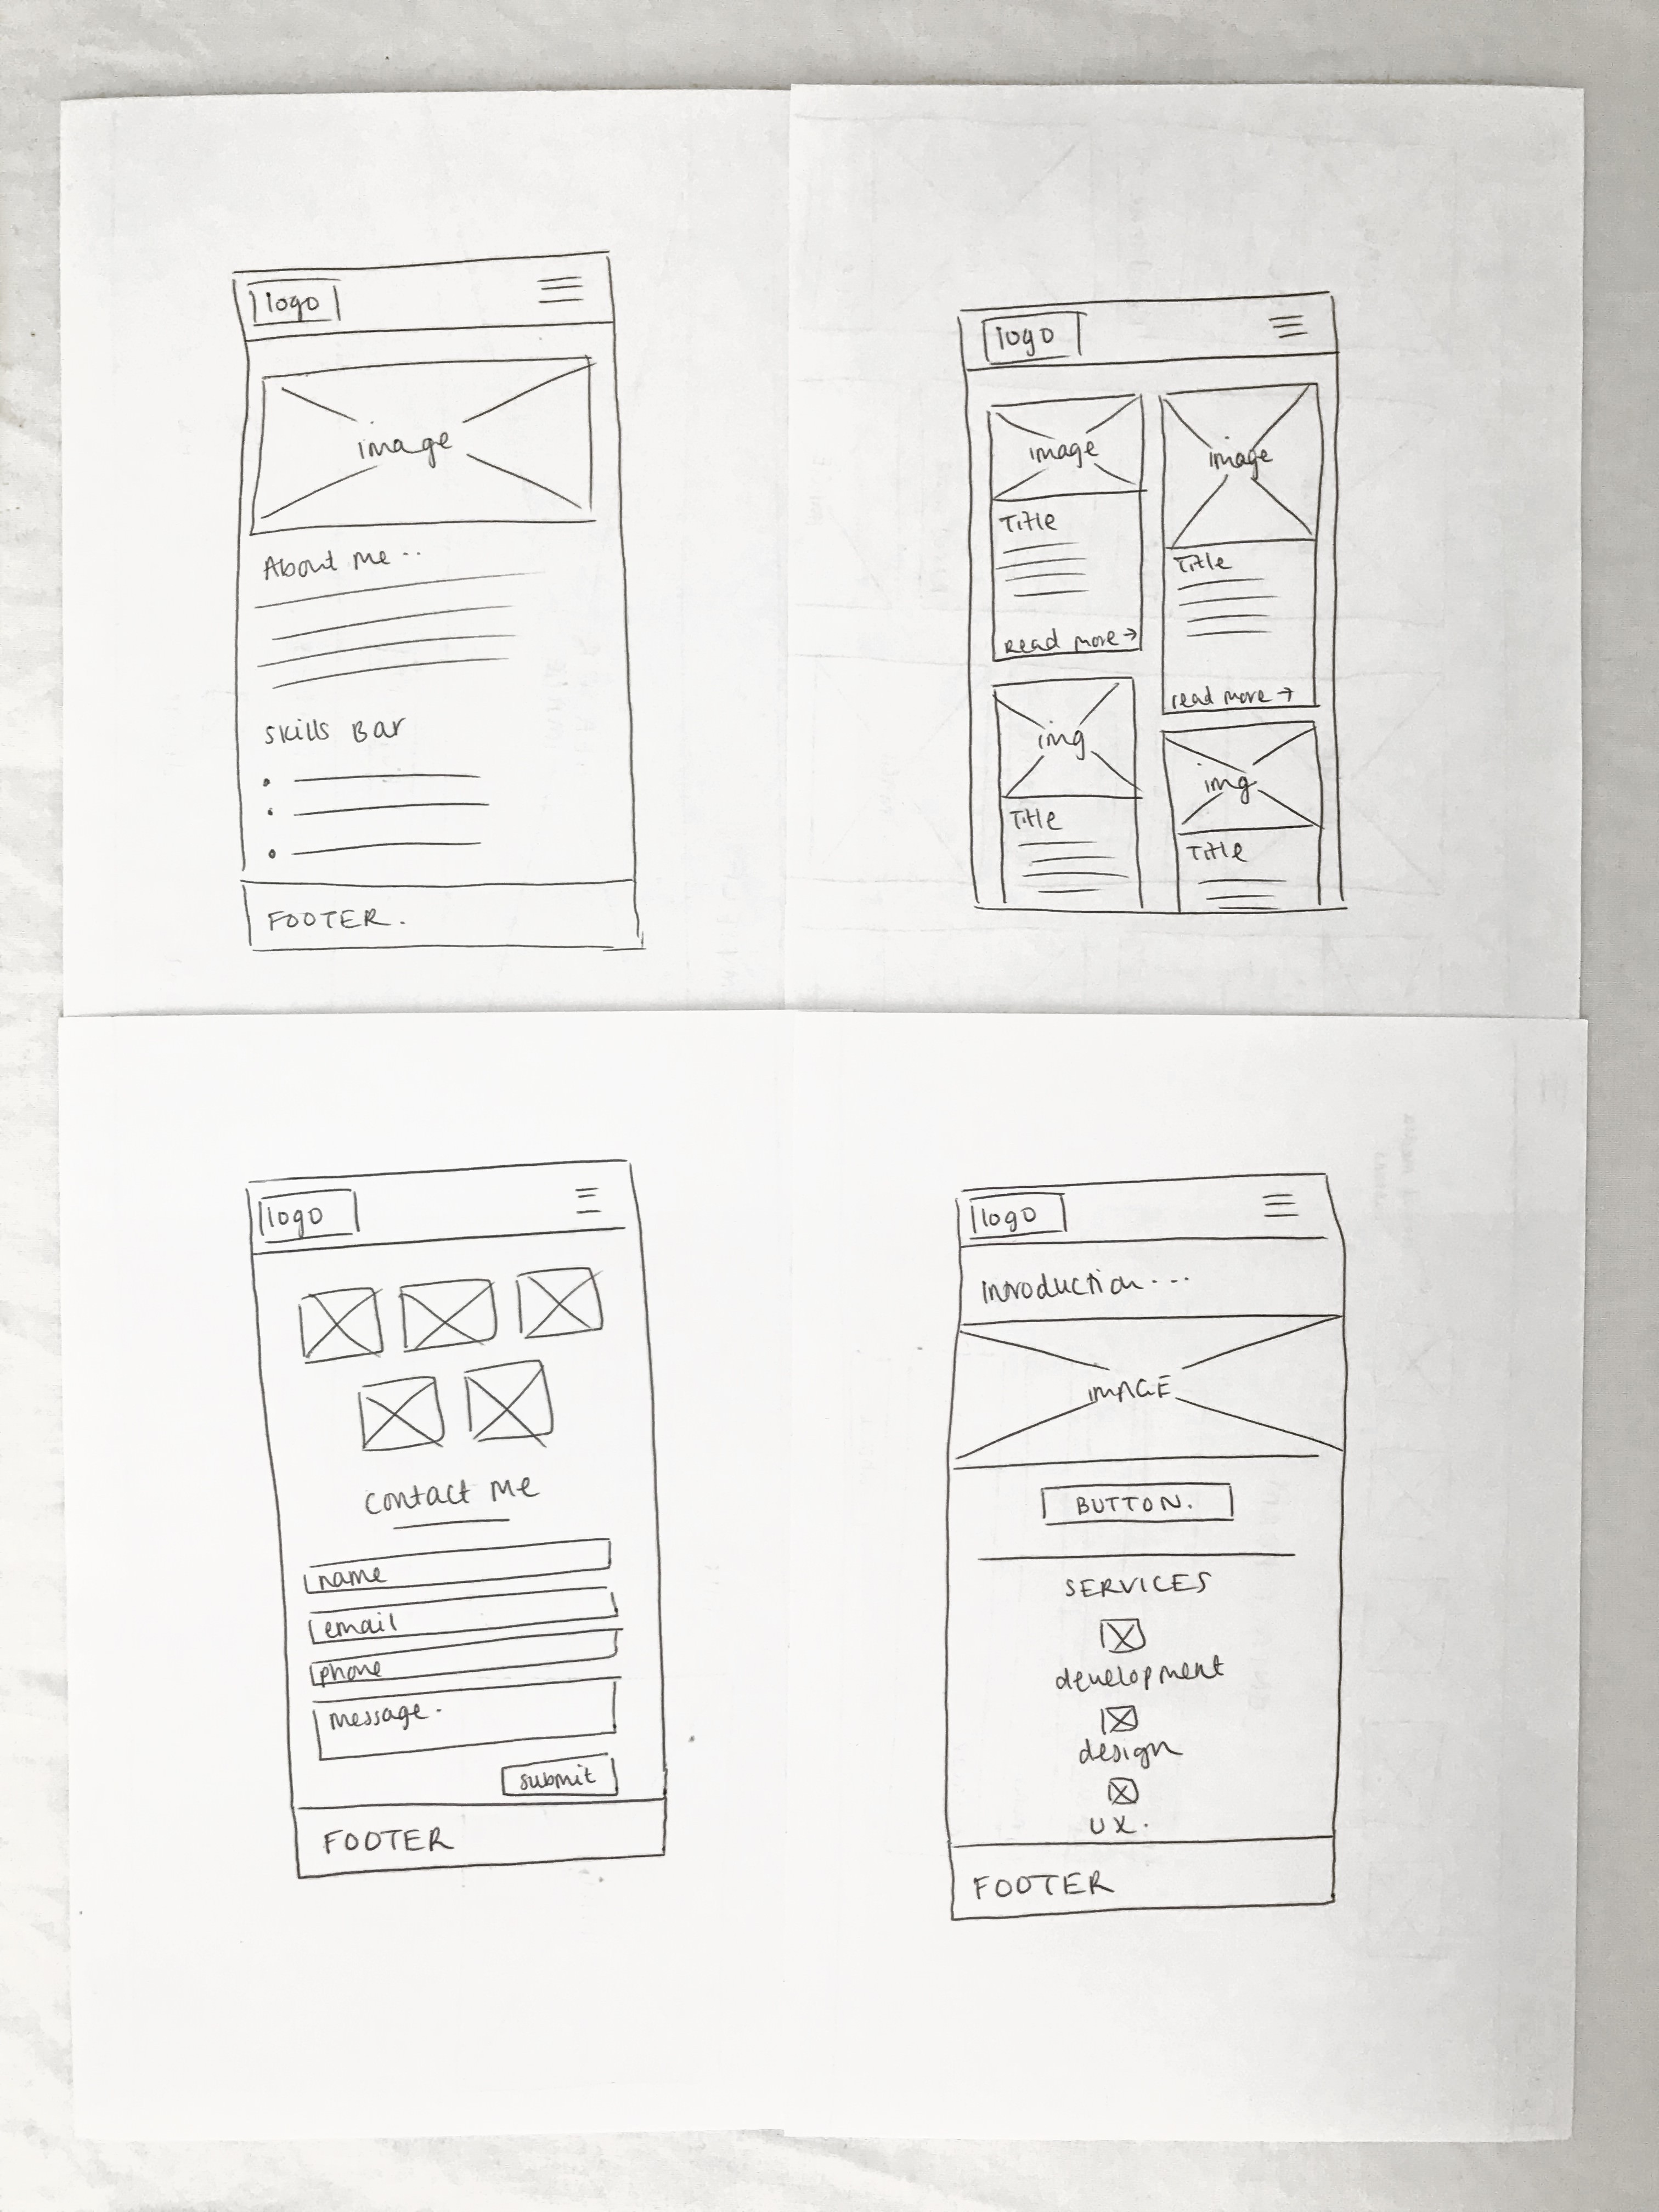 logo
image
About Me ..
Skills Bar
FOOTER.
logo
image
Title
read more →
image
Title
read more →
img
Title
img
Title
logo
contact Me
name
email
phone
message.
submit
FOOTER
logo
introduction...
IMAGE
BUTTON.
SERVICES
development
design
UX.
FOOTER